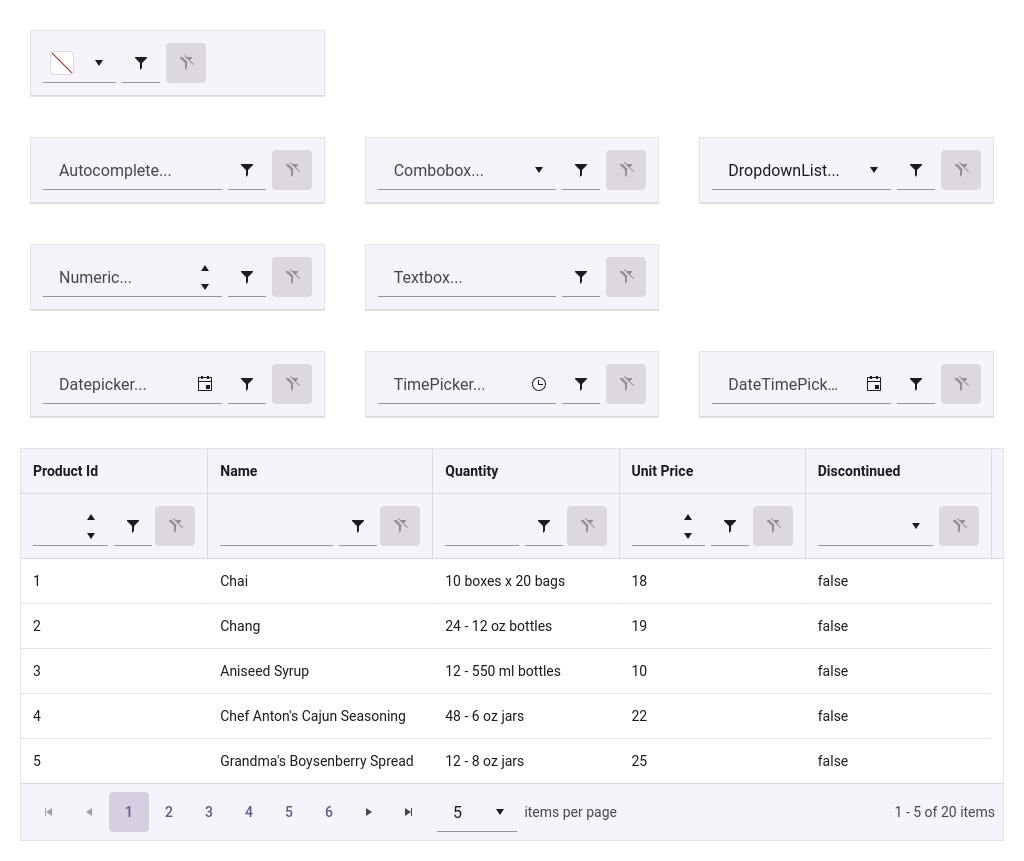 Autocomplete... Combobox... DropdownList...
Numeric... Textbox...
Datepicker... TimePicker... DateTimePick...
Product Id Name Quantity Unit Price Discontinued
1 Chai 10 boxes x 20 bags 18 false
2 Chang 24 - 12 oz bottles 19 false
3 Aniseed Syrup 12 - 550 ml bottles 10 false
4 Chef Anton's Cajun Seasoning 48 - 6 oz jars 22 false
5 Grandma's Boysenberry Spread 12 - 8 oz jars 25 false
1 2 3 4 5 6 5 items per page 1 - 5 of 20 items